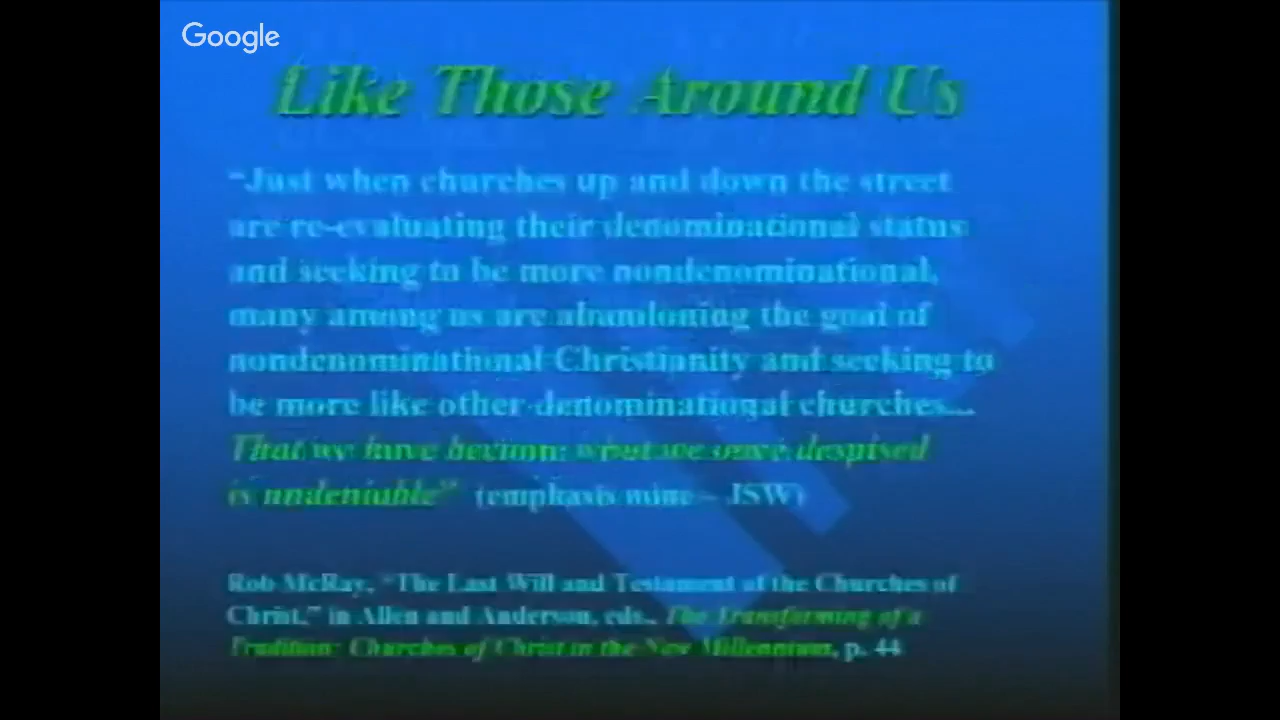 Google
Like Those Around Us
"Just when churches up and down the street
are re-evaluating their denominational status
and seeking to be more nondenominational,
many among us are abandoning the goal of
nondenominational Christianity and seeking to
be more like other denominational churches...
That we have become what we once despised
is undeniable" (emphasis mine – JSW)
Rob McRay, "The Last Will and Testament of the Churches of
Christ," in Allen and Anderson, eds., The Transforming of a
Tradition: Churches of Christ in the New Millennium, p. 44